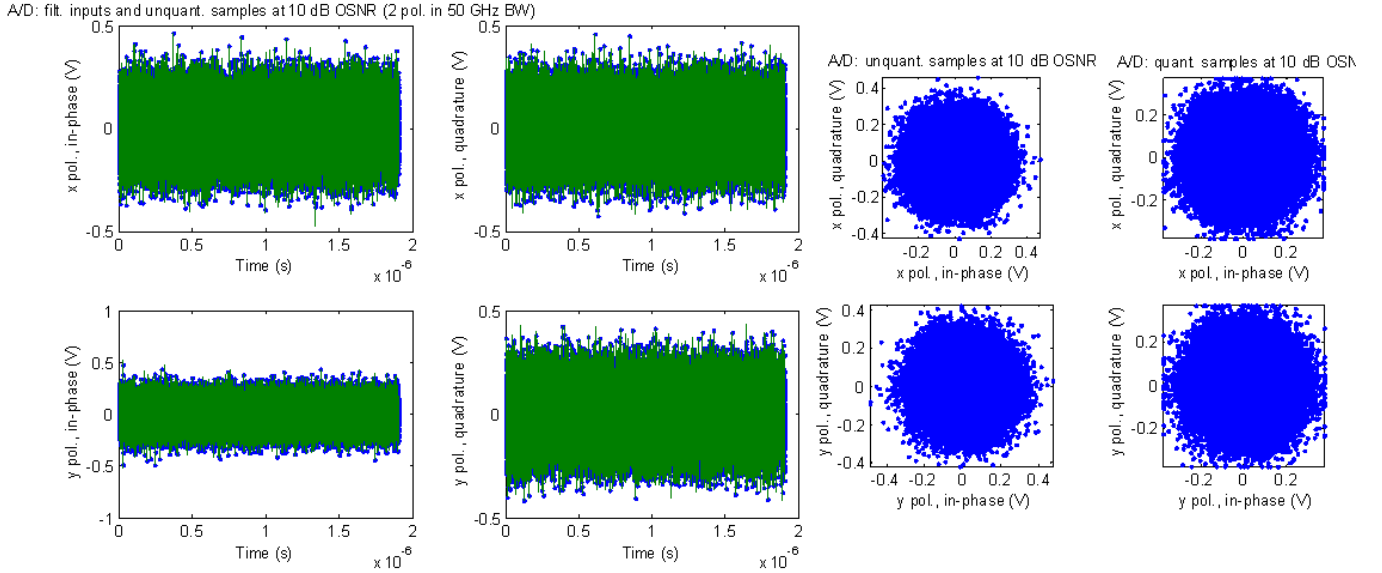 A/D: filt. inputs and unquant. samples at 10 dB OSNR (2 pol. in 50 GHz BW)
0.5
0
-0.5
x pol., in-phase (V)
0 0.5 1 1.5 2
Time (s)
x 10^-6
0.5
0
-0.5
x pol., quadrature (V)
0 0.5 1 1.5 2
Time (s)
x 10^-6
A/D: unquant. samples at 10 dB OSNR
0.4
0.2
0
-0.2
-0.4
x pol., quadrature (V)
-0.2 0 0.2 0.4
x pol., in-phase (V)
A/D: quant. samples at 10 dB OSN
0.2
0
-0.2
x pol., quadrature (V)
-0.2 0 0.2
x pol., in-phase (V)
1
0.5
0
-0.5
-1
y pol., in-phase (V)
0 0.5 1 1.5 2
Time (s)
x 10^-6
0.5
0
-0.5
y pol., quadrature (V)
0 0.5 1 1.5 2
Time (s)
x 10^-6
0.4
0.2
0
-0.2
-0.4
y pol., quadrature (V)
-0.4 -0.2 0 0.2 0.4
y pol., in-phase (V)
0.2
0
-0.2
y pol., quadrature (V)
-0.2 0 0.2
y pol., in-phase (V)